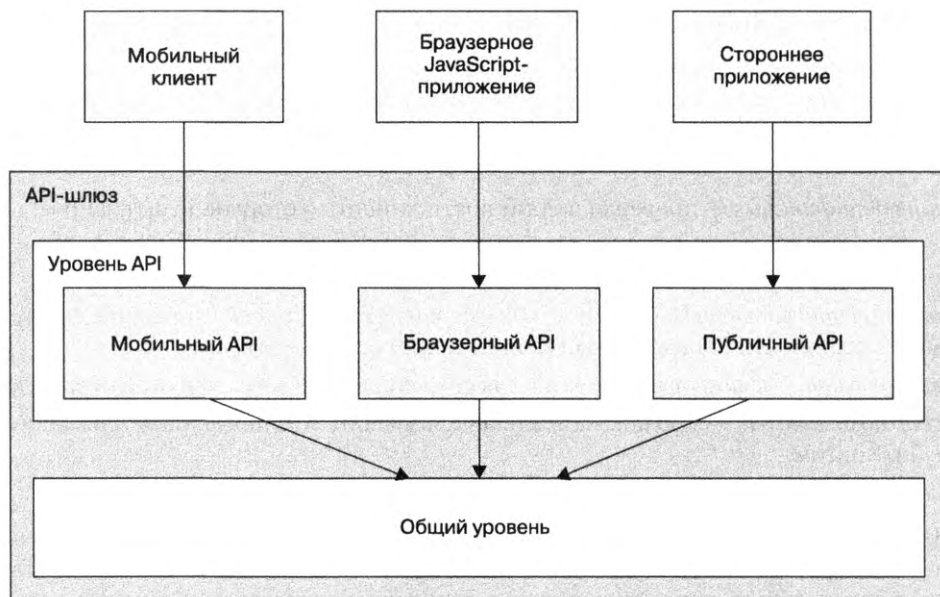 Мобильный
клиент
Браузерное
JavaScript-
приложение
Стороннее
приложение
API-шлюз
Уровень API
Мобильный API
Браузерный API
Публичный API
Общий уровень